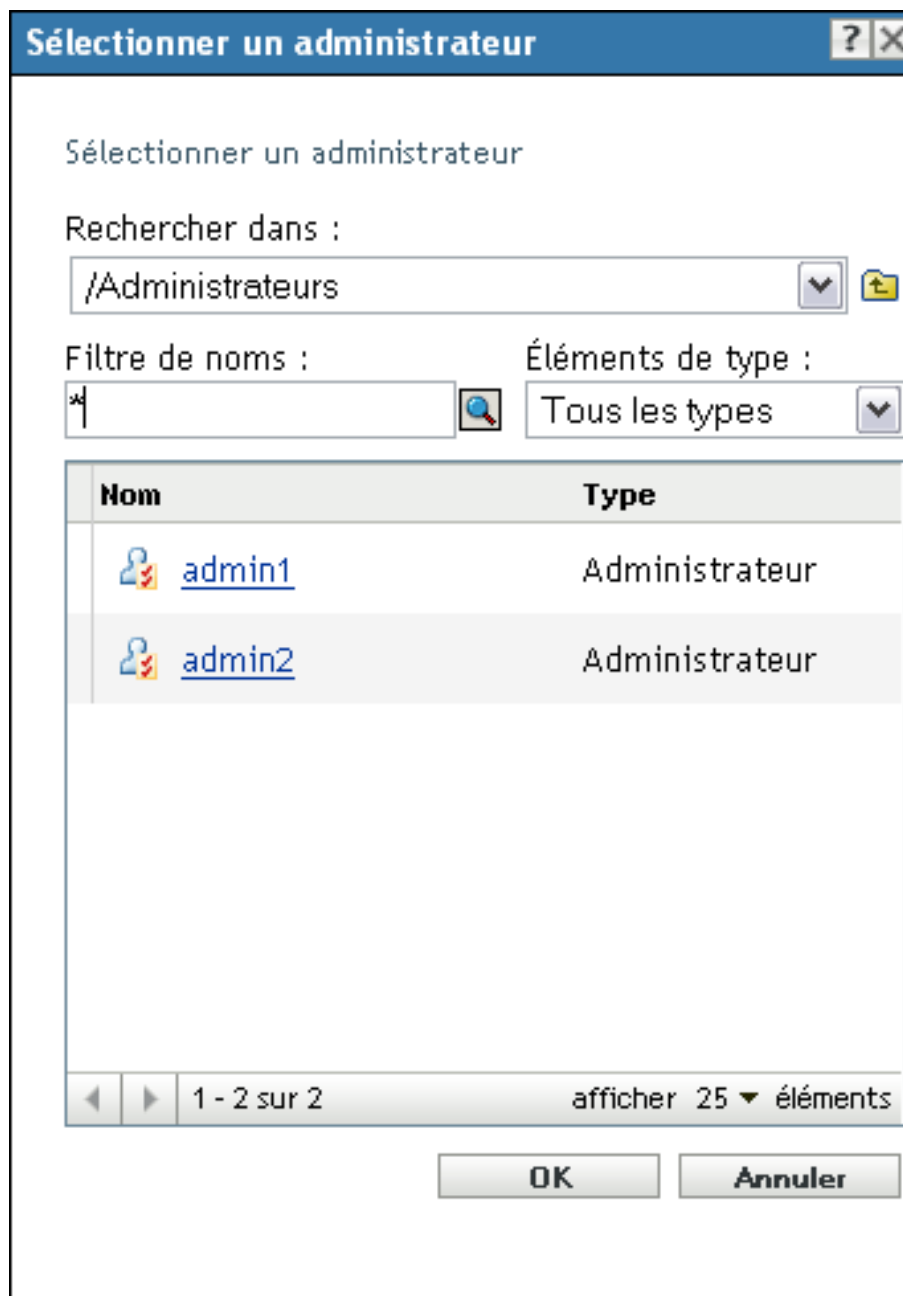 Sélectionner un administrateur ?
Sélectionner un administrateur
Rechercher dans :
/Administrateurs
Filtre de noms : Éléments de type :
* Tous les types
Nom Type
admin1 Administrateur
admin2 Administrateur
1 - 2 sur 2 afficher 25 éléments
OK Annuler